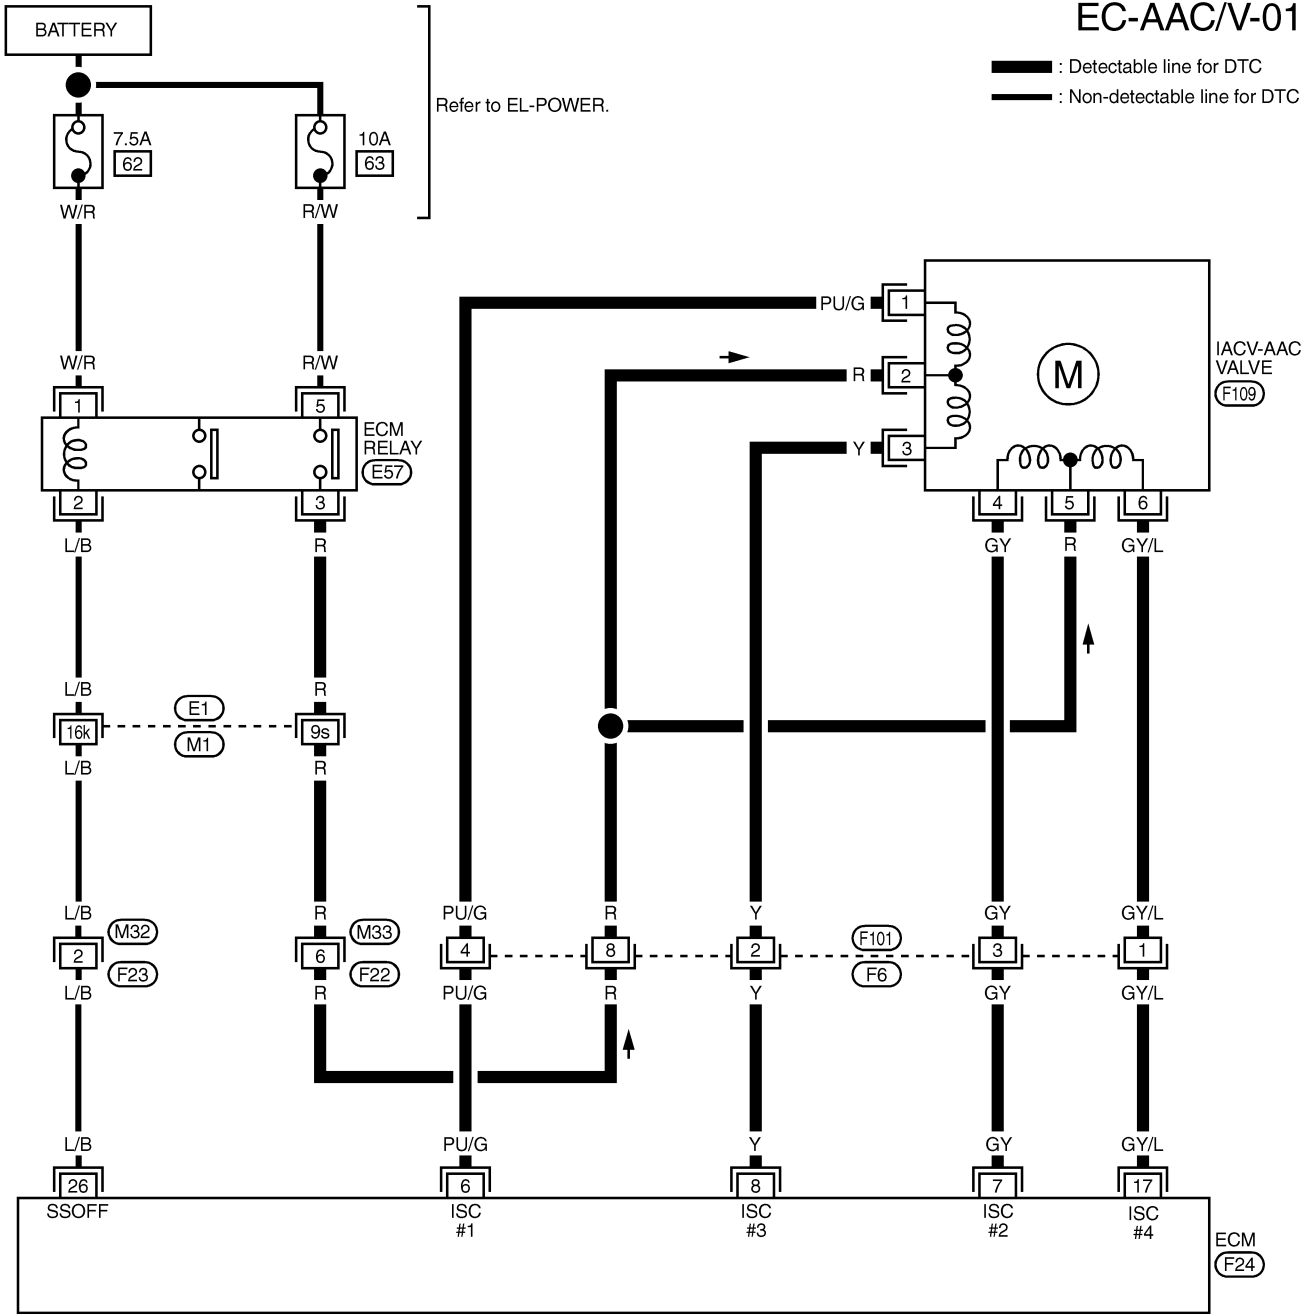 EC-AAC/V-01
BATTERY
: Detectable line for DTC
: Non-detectable line for DTC
Refer to EL-POWER.
7.5A
62
10A
63
W/R
R/W
W/R
R/W
1
5
ECM
RELAY
E57
2
3
L/B
R
PU/G
1
R
2
Y
3
M
IACV-AAC
VALVE
F109
4
5
6
GY
R
GY/L
L/B
R
16k
E1
M1
9s
L/B
R
L/B
R
PU/G
R
Y
GY
GY/L
2
M32
F23
6
M33
F22
4
8
2
F101
F6
3
1
L/B
R
PU/G
R
Y
GY
GY/L
L/B
PU/G
Y
GY
GY/L
26
6
8
7
17
SSOFF
ISC
#1
ISC
#3
ISC
#2
ISC
#4
ECM
F24